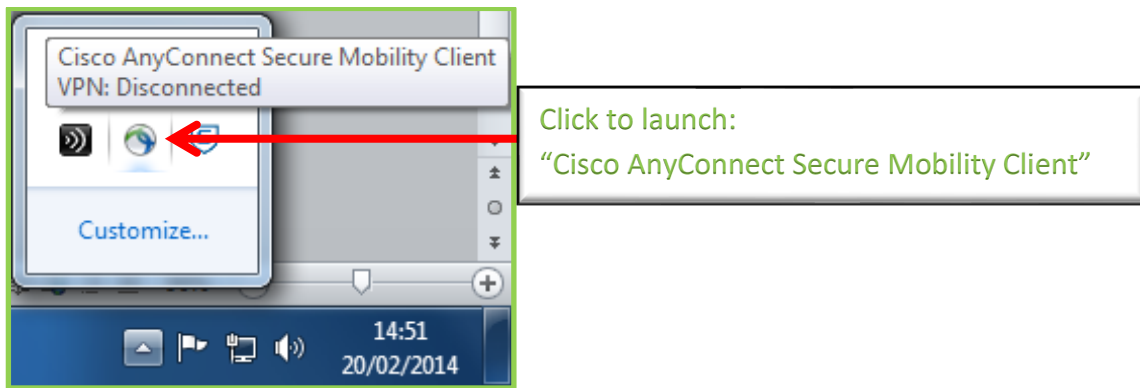 Cisco AnyConnect Secure Mobility Client
VPN: Disconnected
Customize...
14:51
20/02/2014
Click to launch:
“Cisco AnyConnect Secure Mobility Client”